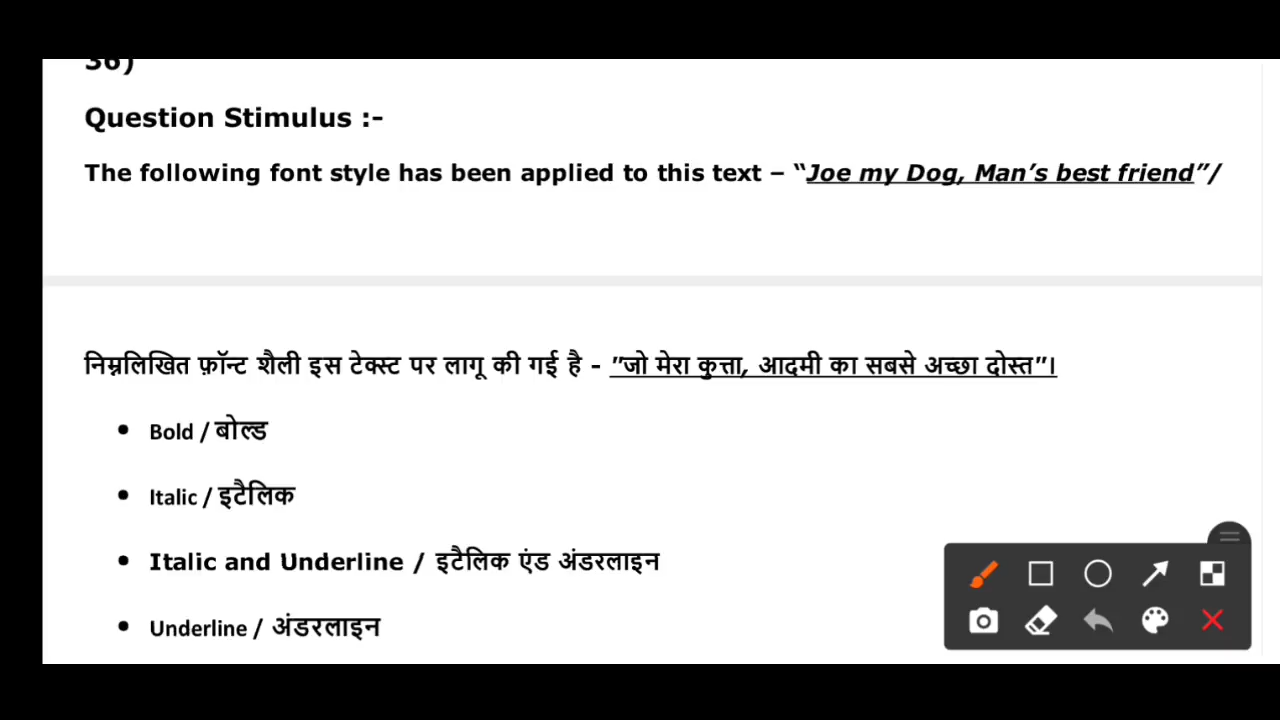 36)
Question Stimulus :-
The following font style has been applied to this text – “Joe my Dog, Man’s best friend”/
निम्नलिखित फ़ॉन्ट शैली इस टेक्स्ट पर लागू की गई है - "जो मेरा कुत्ता, आदमी का सबसे अच्छा दोस्त"।
• Bold / बोल्ड
• Italic / इटैलिक
• Italic and Underline / इटैलिक एंड अंडरलाइन
• Underline / अंडरलाइन